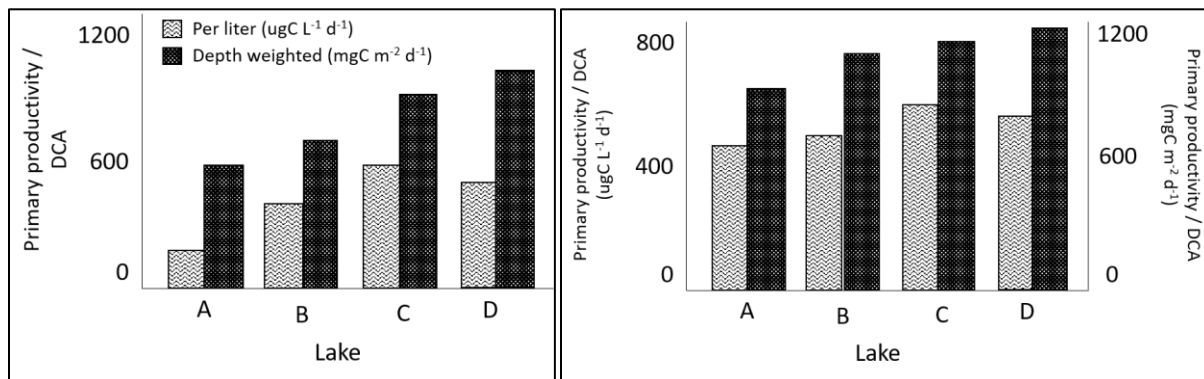 1200
600
0
Primary productivity /
DCA
Per liter (ugC L⁻¹ d⁻¹)
Depth weighted (mgC m⁻² d⁻¹)
A
B
C
D
Lake
Primary productivity / DCA
(ugC L⁻¹ d⁻¹)
800
400
0
A
B
C
D
Lake
1200
600
0
Primary productivity / DCA
(mgC m⁻² d⁻¹)